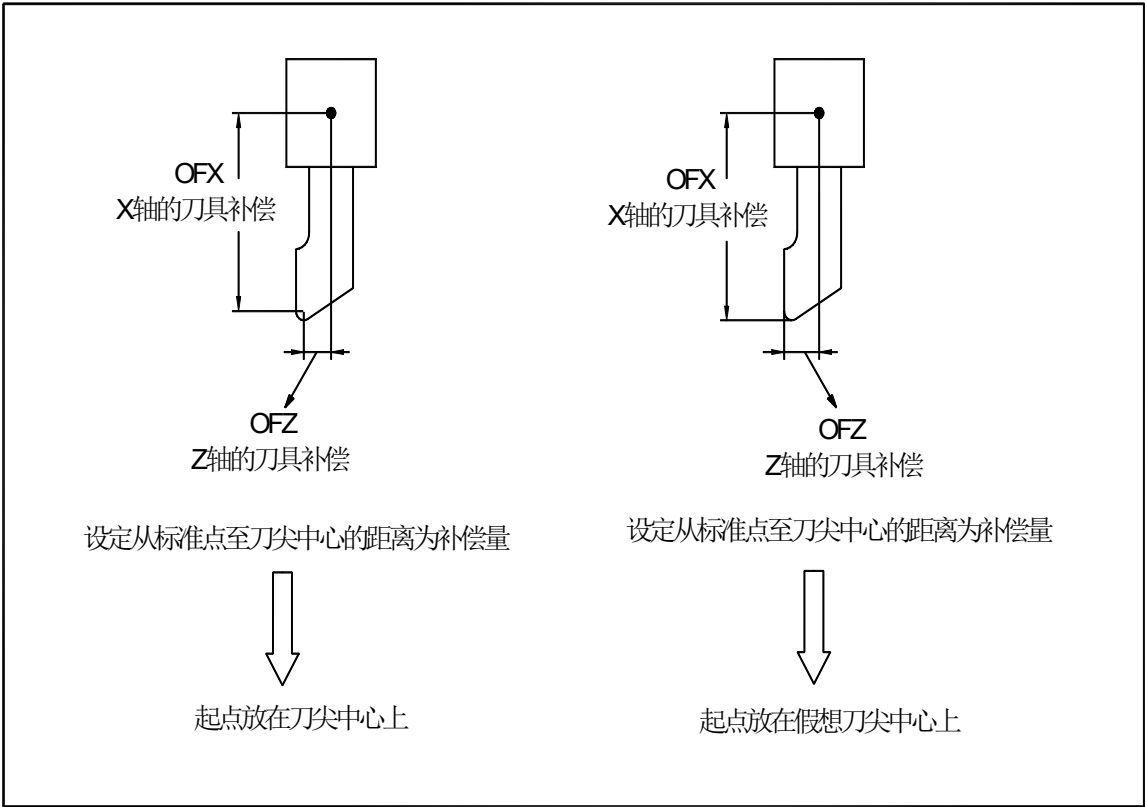 OFX
X轴的刀具补偿
OFZ
Z轴的刀具补偿
设定从标准点至刀尖中心的距离为补偿量
起点放在刀尖中心上
OFX
X轴的刀具补偿
OFZ
Z轴的刀具补偿
设定从标准点至刀尖中心的距离为补偿量
起点放在假想刀尖中心上